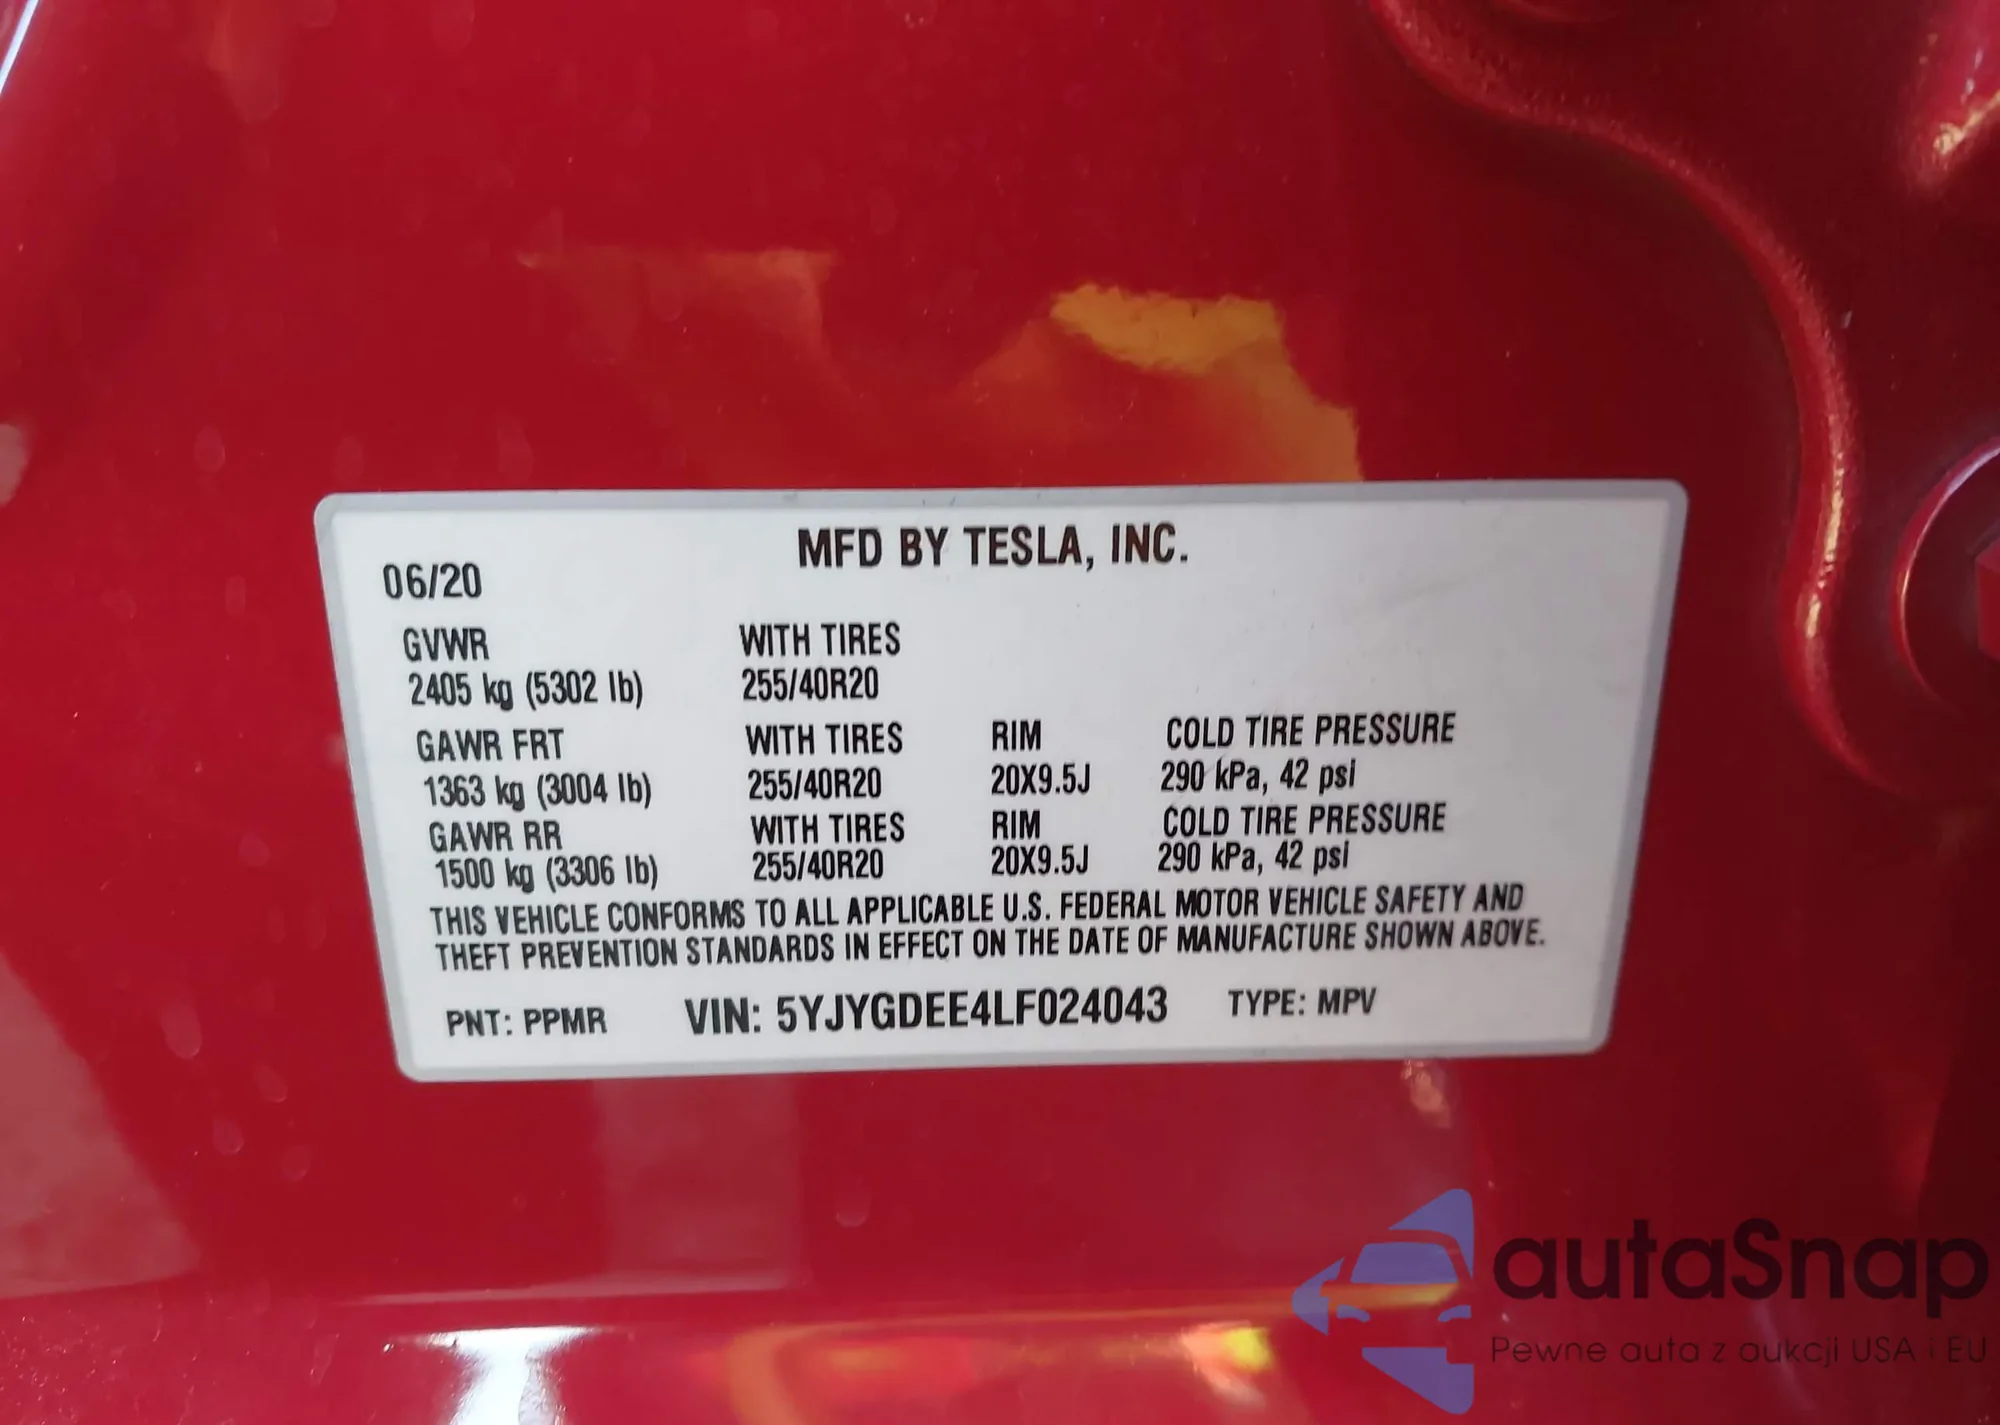 MFD BY TESLA, INC.
06/20
GVWR WITH TIRES
2405 kg (5302 lb) 255/40R20
GAWR FRT WITH TIRES RIM COLD TIRE PRESSURE
1363 kg (3004 lb) 255/40R20 20X9.5J 290 kPa, 42 psi
GAWR RR WITH TIRES RIM COLD TIRE PRESSURE
1500 kg (3306 lb) 255/40R20 20X9.5J 290 kPa, 42 psi
THIS VEHICLE CONFORMS TO ALL APPLICABLE U.S. FEDERAL MOTOR VEHICLE SAFETY AND
THEFT PREVENTION STANDARDS IN EFFECT ON THE DATE OF MANUFACTURE SHOWN ABOVE.
PNT: PPMR VIN: 5YJYGDEE4LF024043 TYPE: MPV
autaSnap
Pewne auta z aukcji USA i EU